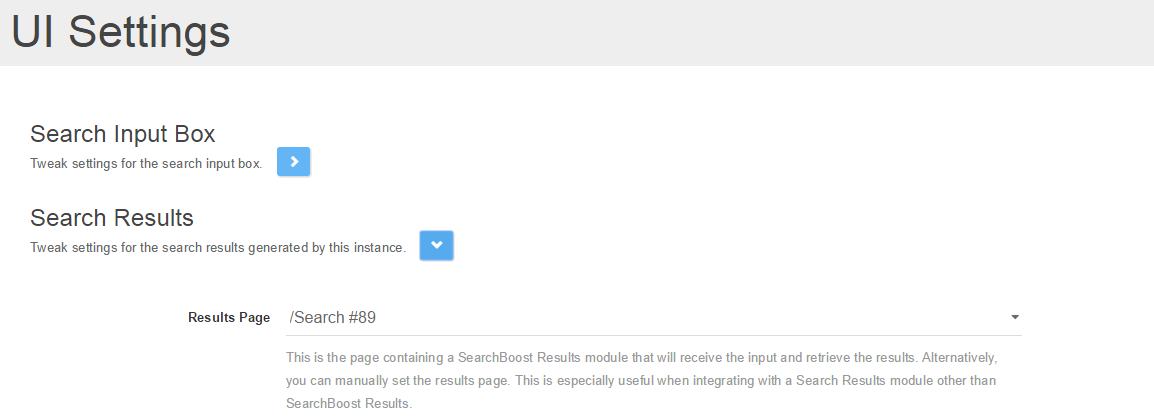 UI Settings
Search Input Box
Tweak settings for the search input box.
Search Results
Tweak settings for the search results generated by this instance.
Results Page /Search #89
This is the page containing a SearchBoost Results module that will receive the input and retrieve the results. Alternatively,
you can manually set the results page. This is especially useful when integrating with a Search Results module other than
SearchBoost Results.